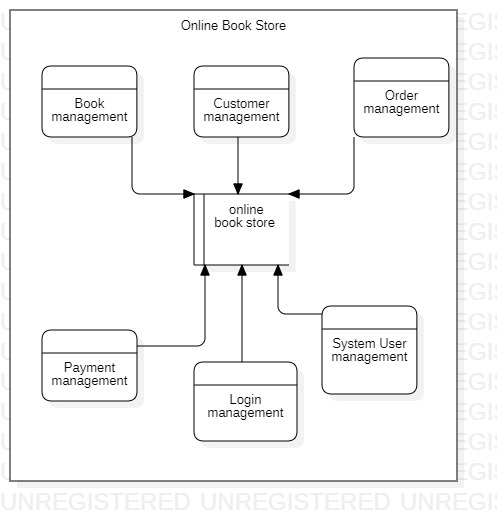 Online Book Store
Book
management
Customer
management
Order
management
online
book store
Payment
management
Login
management
System User
management
UNREGISTERED UNREGISTERED UNREGISTERED